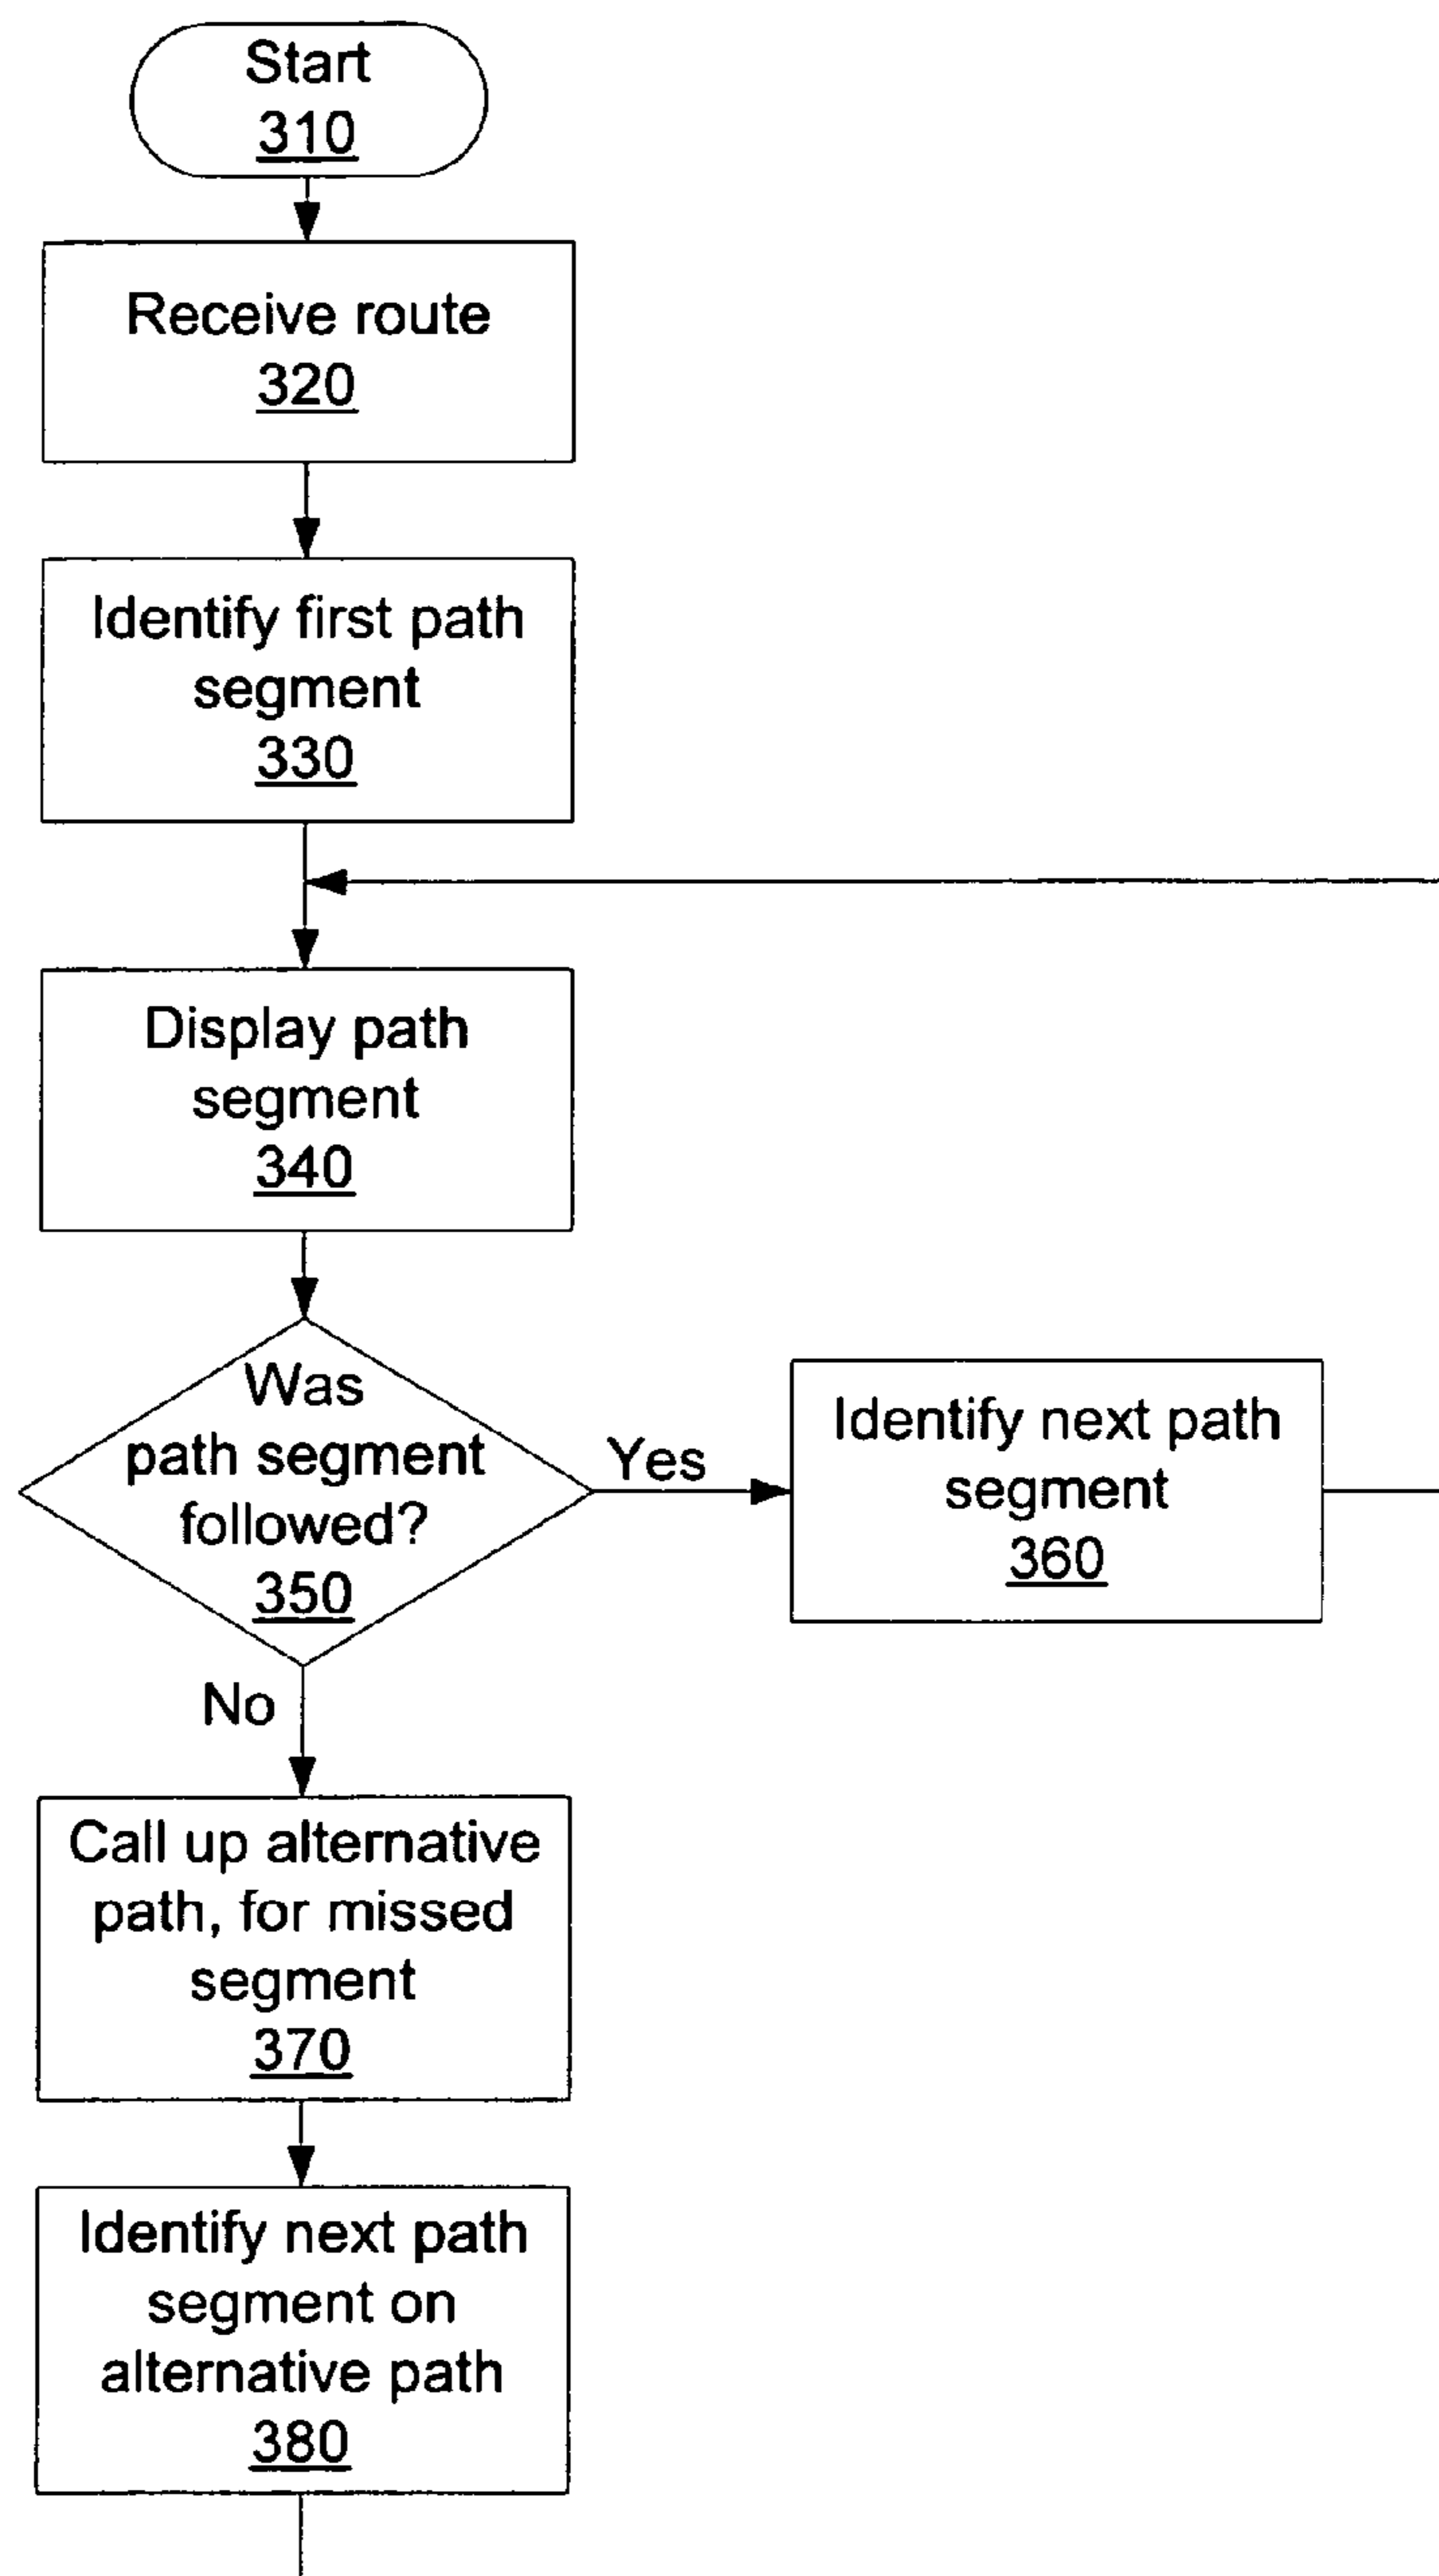 Start
310
Receive route
320
Identify first path
segment
330
Display path
segment
340
Was
path segment
followed?
350
Yes
Identify next path
segment
360
No
Call up alternative
path, for missed
segment
370
Identify next path
segment on
alternative path
380